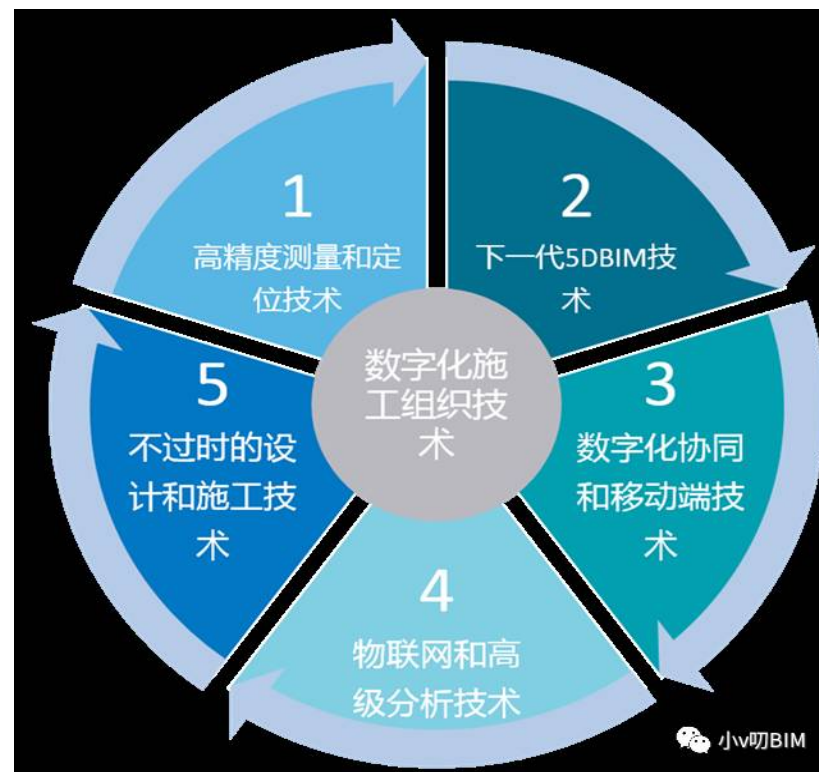 1
高精度测量和定
位技术
2
下一代5DBIM技
术
数字化施
工组织技
术
3
数字化协同
和移动端技
术
4
物联网和高
级分析技术
5
不过时的设
计和施工技
术
小v叨BIM